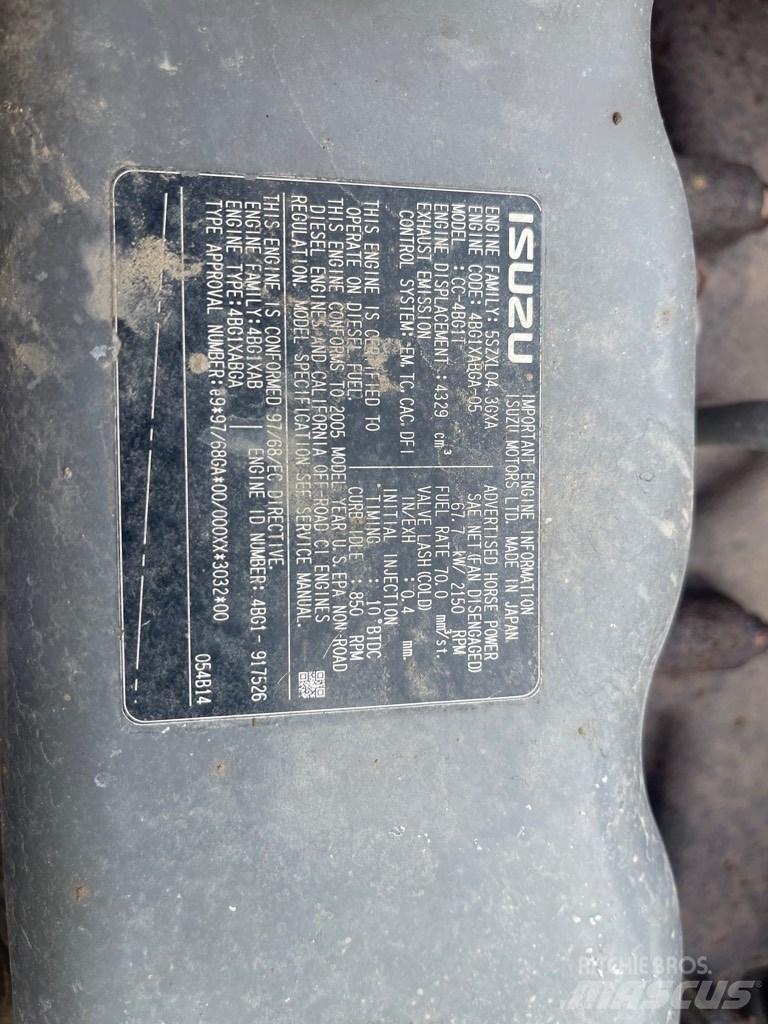 ISUZU
IMPORTANT ENGINE INFORMATION
ISUZU MOTORS LTD. MADE IN JAPAN.
ENGINE FAMILY: 5SZXL04.3GXA
ENGINE CODE: 4BG1XABGA-05
MODEL : CC-4BG1T
ENGINE DISPLACEMENT: 4329 cm³
EXHAUST EMISSION
CONTROL SYSTEM: EM, TC, CAC, DFI
ADVERTISED HORSE POWER
SAE NET (FAN DISENGAGED
67.7 kW/2150 RPM
FUEL RATE 70.0 mm³/st.
VALVE LASH(COLD)
IN/EXH : 0.4 mm.
INITIAL INJECTION
TIMING : 10°BTDC
CURB IDLE : 850 RPM
THIS ENGINE IS CERTIFIED TO
OPERATE ON DIESEL FUEL.
THIS ENGINE CONFORMS TO 2005 MODEL YEAR U.S.EPA NON-ROAD
DIESEL ENGINES AND CALIFORNIA OFF-ROAD CI ENGINES
REGULATION. MODEL SPECIFICATION SEE SERVICE MANUAL.
THIS ENGINE IS CONFORMED 97/68/EC DIRECTIVE.
ENGINE FAMILY:4BG1XAB
ENGINE ID NUMBER: 4BG1- 917526
ENGINE TYPE:4BG1XABGA
TYPE APPROVAL NUMBER:e9*97/68GA*00/000XX*3032*00
054B14
RITCHIE BROS.
MASCUS